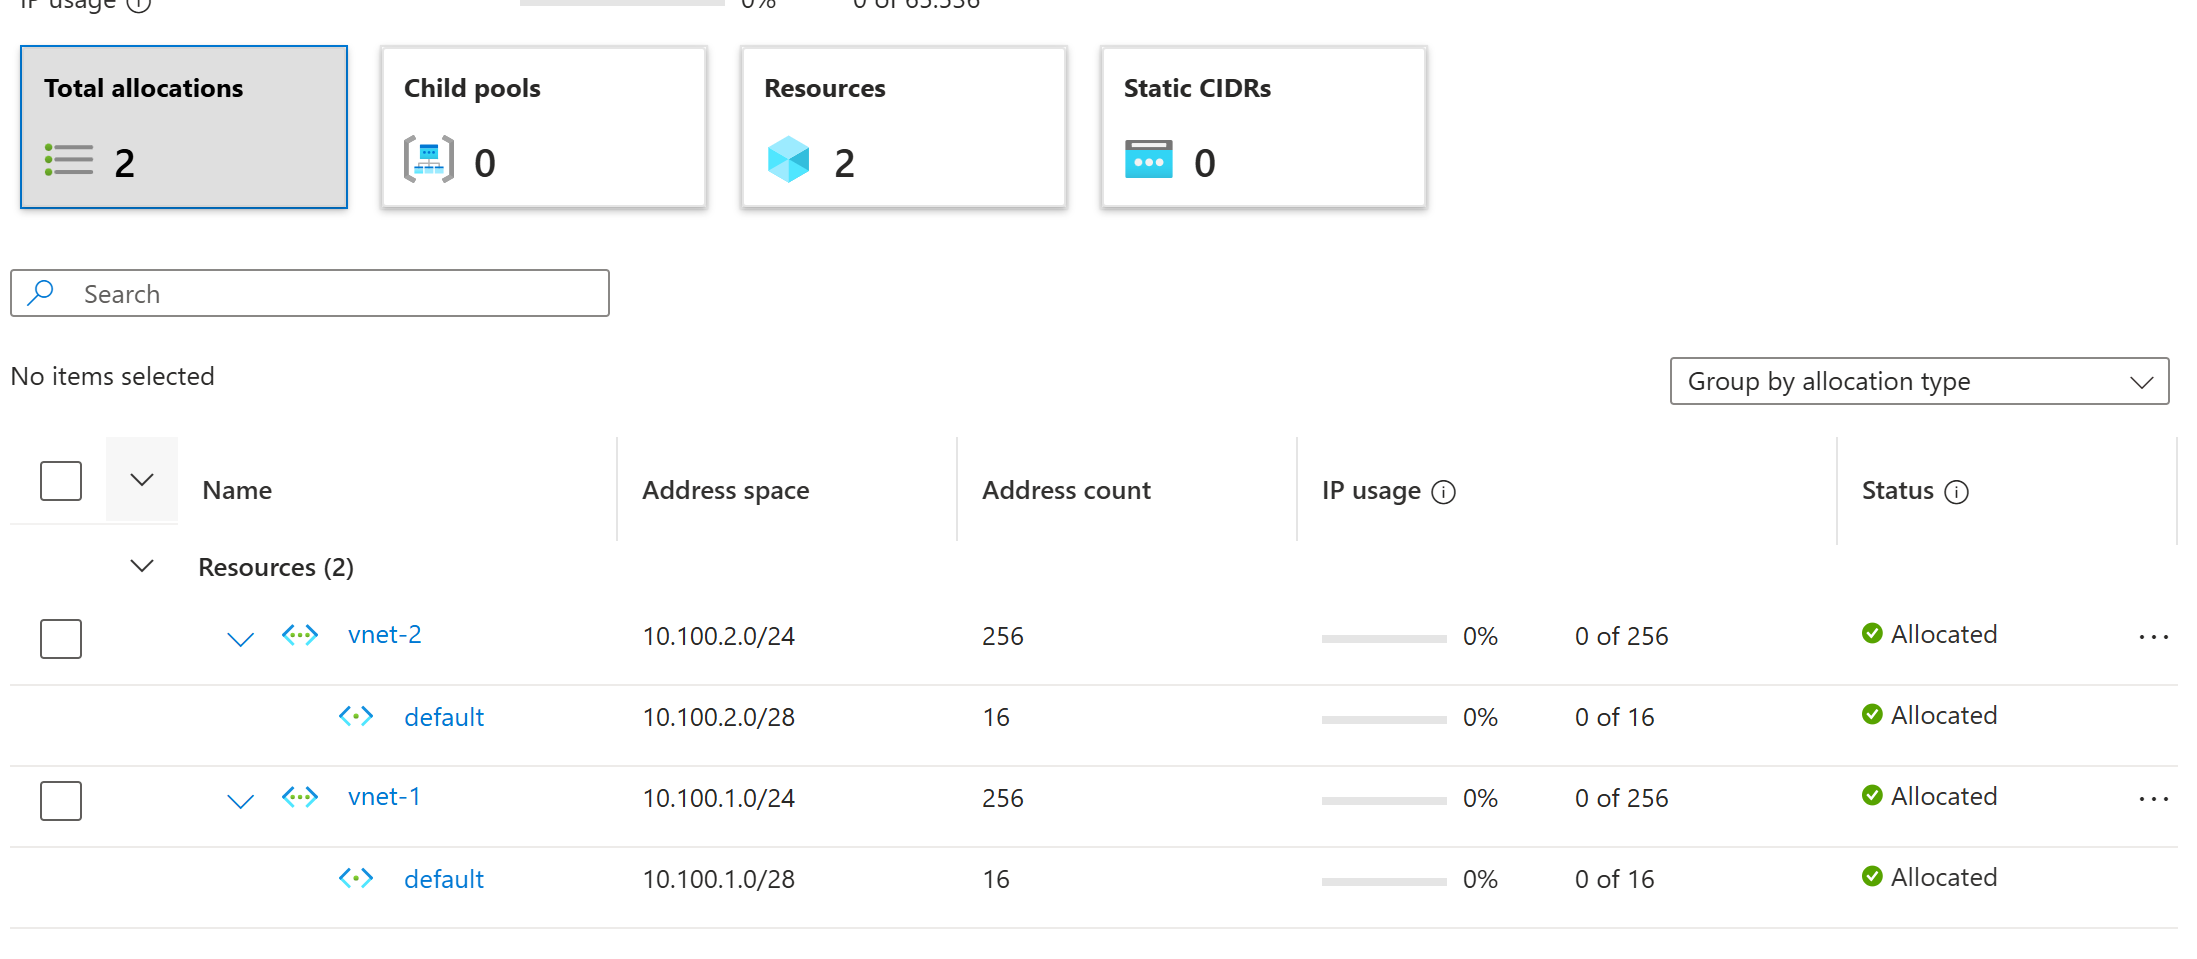 IP usage 0% 0 of 65.536
Total allocations Child pools Resources Static CIDRs
2 0 2 0
Search
No items selected
Group by allocation type
Name Address space Address count IP usage Status
Resources (2)
vnet-2 10.100.2.0/24 256 0% 0 of 256 Allocated ...
default 10.100.2.0/28 16 0% 0 of 16 Allocated
vnet-1 10.100.1.0/24 256 0% 0 of 256 Allocated ...
default 10.100.1.0/28 16 0% 0 of 16 Allocated